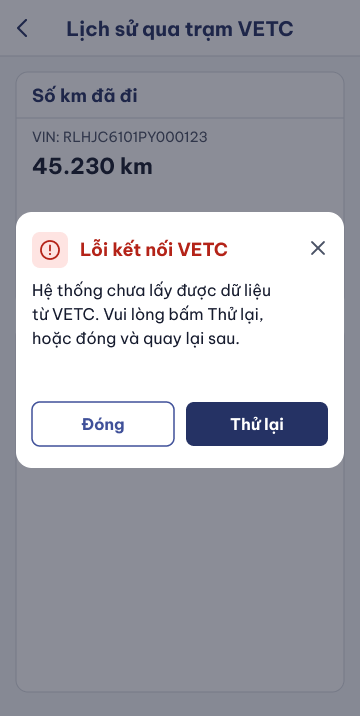 Lịch sử qua trạm VETC
Số km đã đi
VIN: RLHJC6101PY000123
45.230 km
Lỗi kết nối VETC
Hệ thống chưa lấy được dữ liệu
từ VETC. Vui lòng bấm Thử lại,
hoặc đóng và quay lại sau.
Đóng
Thử lại